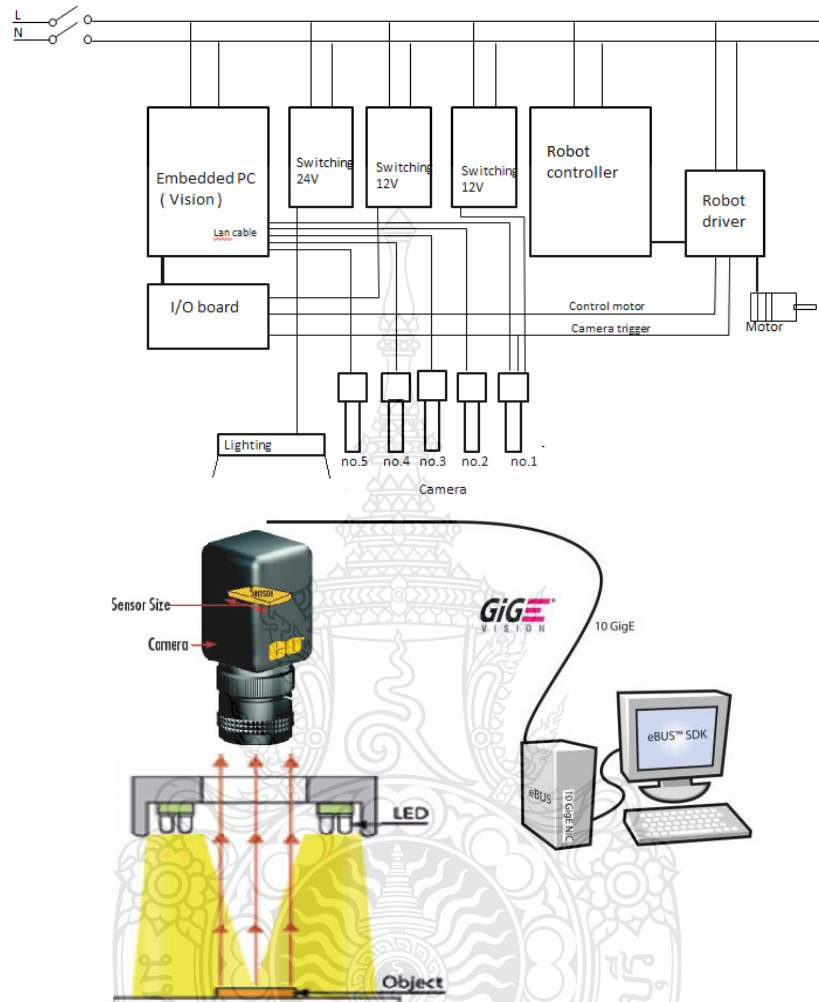 L
N
Embedded PC
( Vision )
Lan cable
Switching
24V
Switching
12V
Switching
12V
Robot
controller
Robot
driver
I/O board
Control motor
Camera trigger
Motor
Lighting
no.5
no.4
no.3
no.2
no.1
Camera
Sensor
Sensor Size
Camera
eo
GiGE
VISION
10 GigE
eBUS™ SDK
eBUS
10 GigE NIC
LED
Object